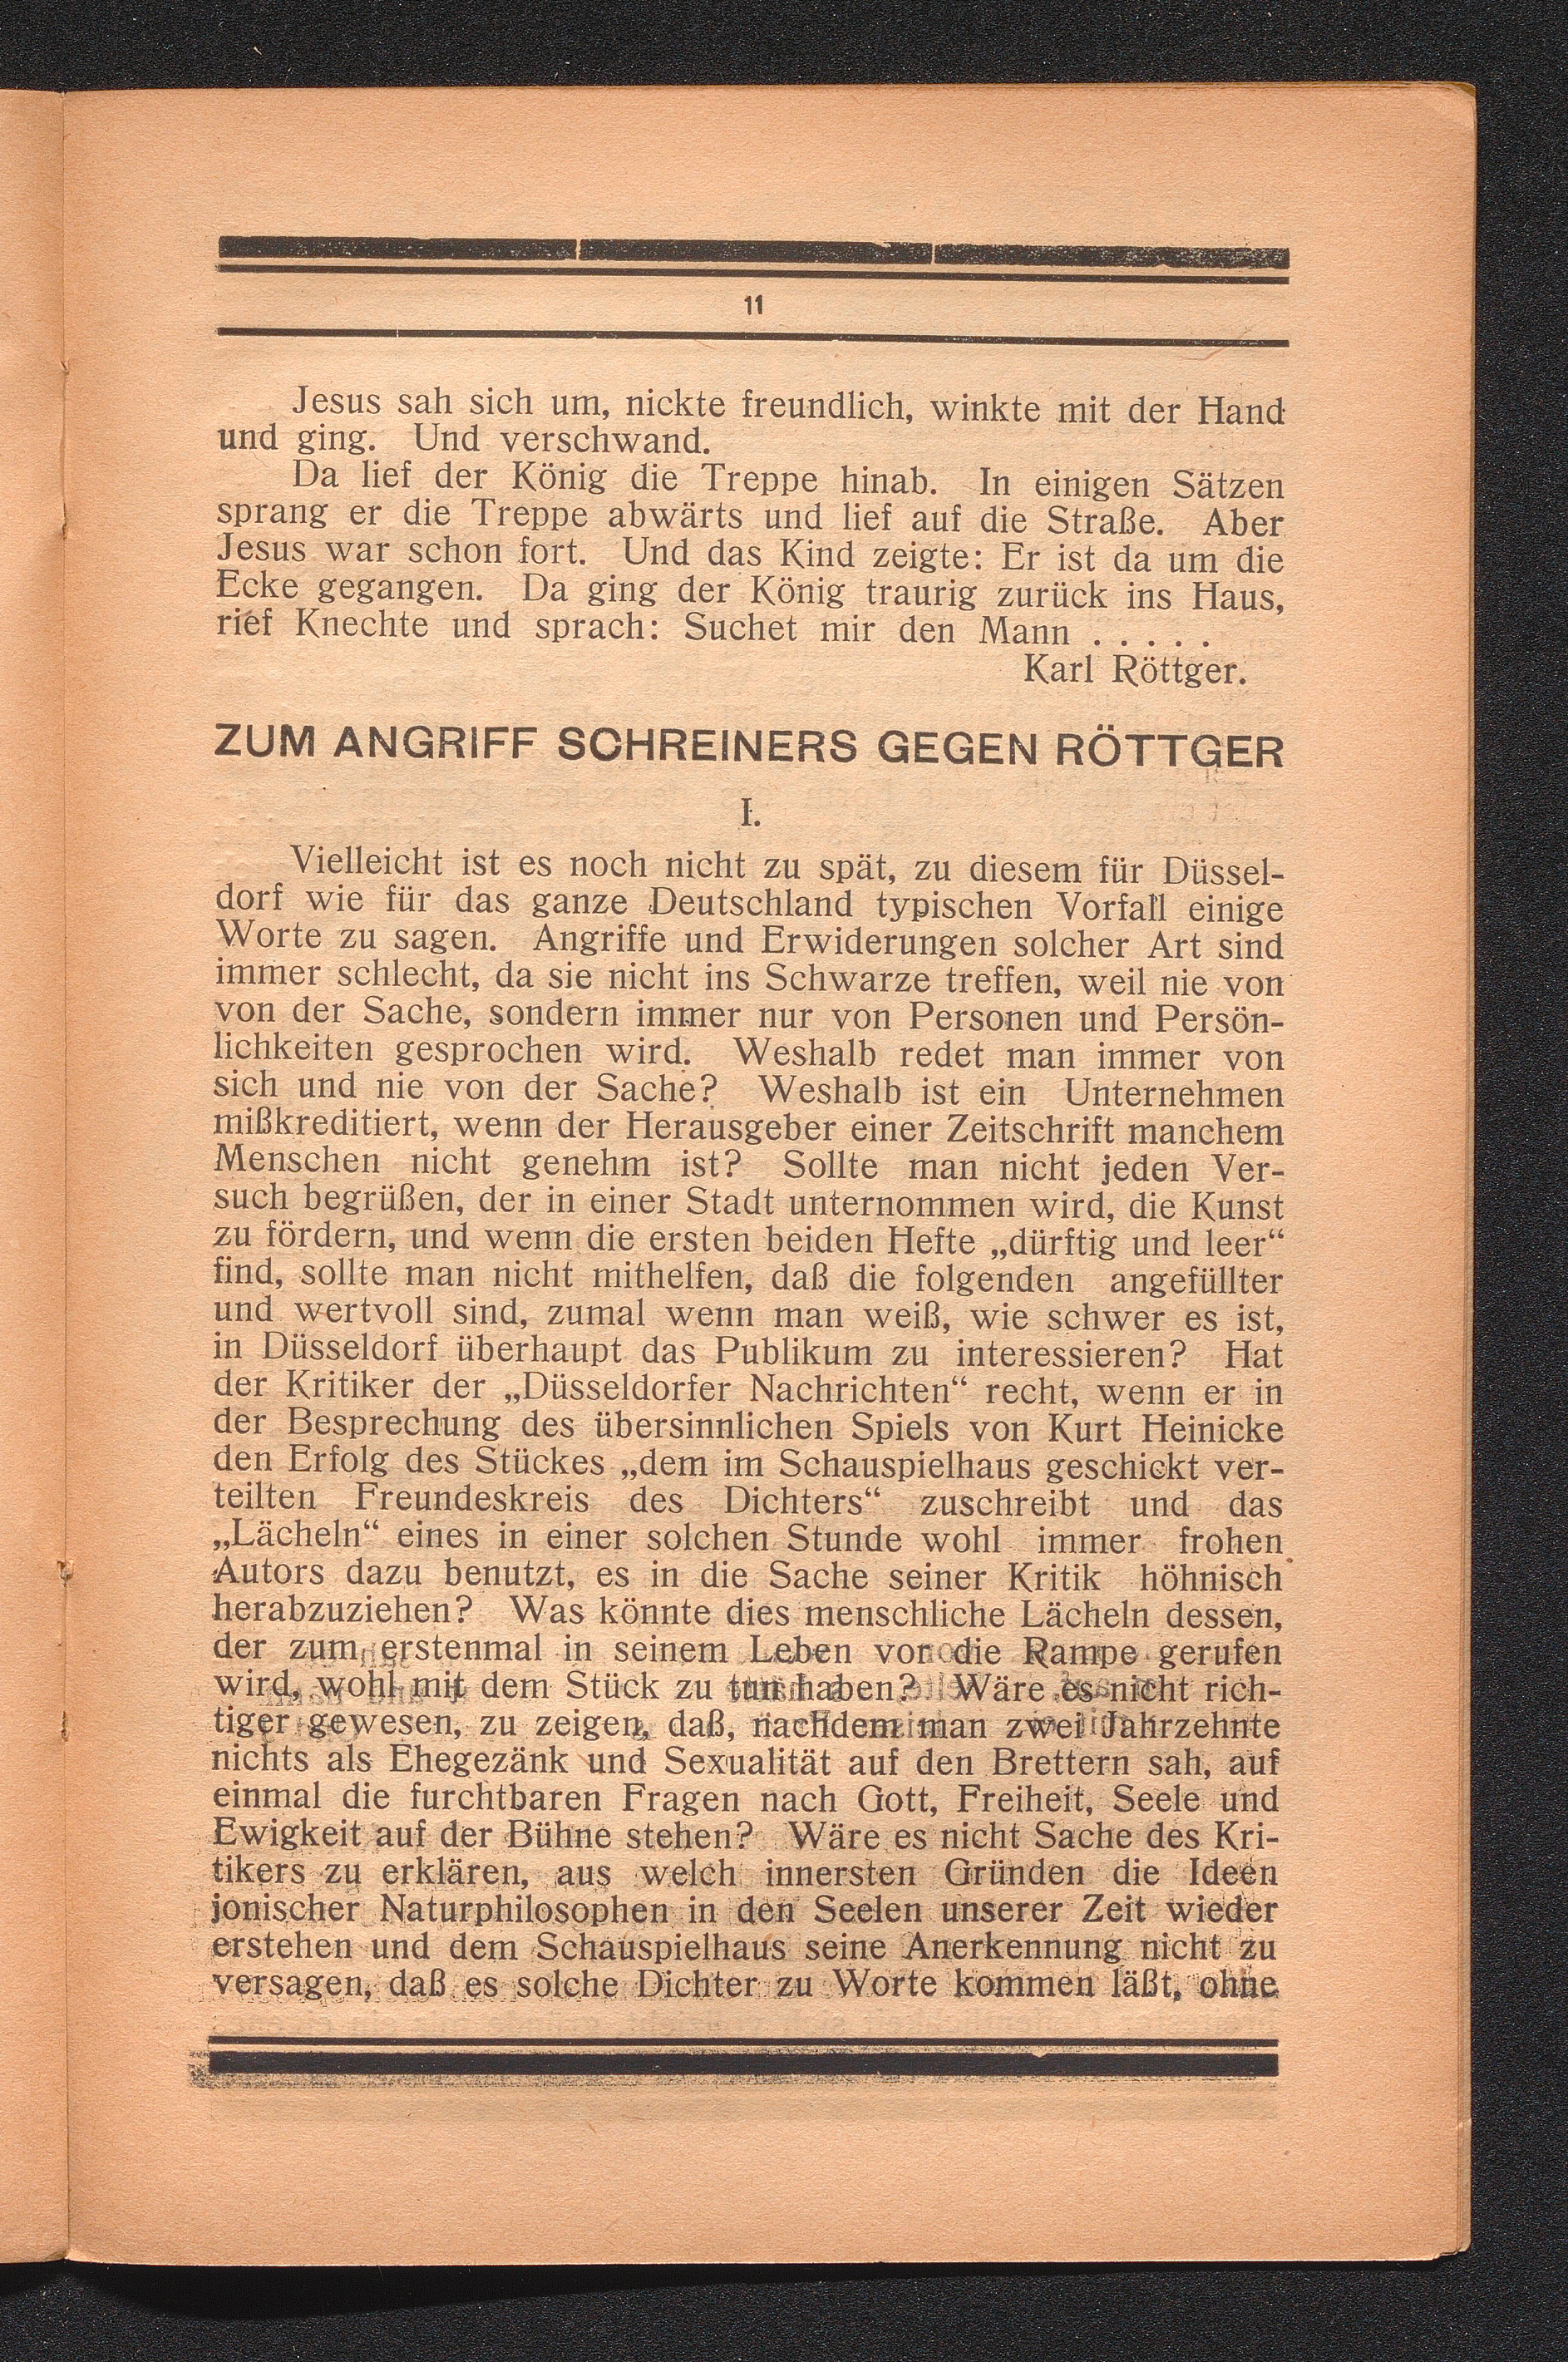 11
Jesus sah sich um, nickte freundlich, winkte mit der Hand
und ging. Und verschwand.
Da lief der König die Treppe hinab. In einigen Sätzen
sprang er die Treppe abwärts und lief auf die Straße. Aber
Jesus war schon fort. Und das Kind zeigte: Er ist da um die
Ecke gegangen. Da ging der König traurig zurück ins Haus,
rief Knechte und sprach: Suchet mir den Mann . . . . .
Karl Röttger.
ZUM ANGRIFF SCHREINERS GEGEN RÖTTGER
I.
Vielleicht ist es noch nicht zu spät, zu diesem für Düssel-
dorf wie für das ganze Deutschland typischen Vorfall einige
Worte zu sagen. Angriffe und Erwiderungen solcher Art sind
immer schlecht, da sie nicht ins Schwarze treffen, weil nie von
von der Sache, sondern immer nur von Personen und Persön-
lichkeiten gesprochen wird. Weshalb redet man immer von
sich und nie von der Sache? Weshalb ist ein Unternehmen
mißkreditiert, wenn der Herausgeber einer Zeitschrift manchem
Menschen nicht genehm ist? Sollte man nicht jeden Ver-
such begrüßen, der in einer Stadt unternommen wird, die Kunst
zu fördern, und wenn die ersten beiden Hefte „dürftig und leer“
find, sollte man nicht mithelfen, daß die folgenden angefüllter
und wertvoll sind, zumal wenn man weiß, wie schwer es ist,
in Düsseldorf überhaupt das Publikum zu interessieren? Hat
der Kritiker der „Düsseldorfer Nachrichten“ recht, wenn er in
der Besprechung des übersinnlichen Spiels von Kurt Heinicke
den Erfolg des Stückes „dem im Schauspielhaus geschickt ver-
teilten Freundeskreis des Dichters“ zuschreibt und das
„Lächeln“ eines in einer solchen Stunde wohl immer frohen
Autors dazu benutzt, es in die Sache seiner Kritik höhnisch
herabzuziehen? Was könnte dies menschliche Lächeln dessen,
der zum erstenmal in seinem Leben vor die Rampe gerufen
wird, wohl mit dem Stück zu tun haben? Wäre es nicht rich-
tiger gewesen, zu zeigen, daß, nachdem man zwei Jahrzehnte
nichts als Ehegezänk und Sexualität auf den Brettern sah, auf
einmal die furchtbaren Fragen nach Gott, Freiheit, Seele und
Ewigkeit auf der Bühne stehen? Wäre es nicht Sache des Kri-
tikers zu erklären, aus welch innersten Gründen die Ideen
jonischer Naturphilosophen in den Seelen unserer Zeit wieder
erstehen und dem Schauspielhaus seine Anerkennung nicht zu
versagen, daß es solche Dichter zu Worte kommen läßt, ohne